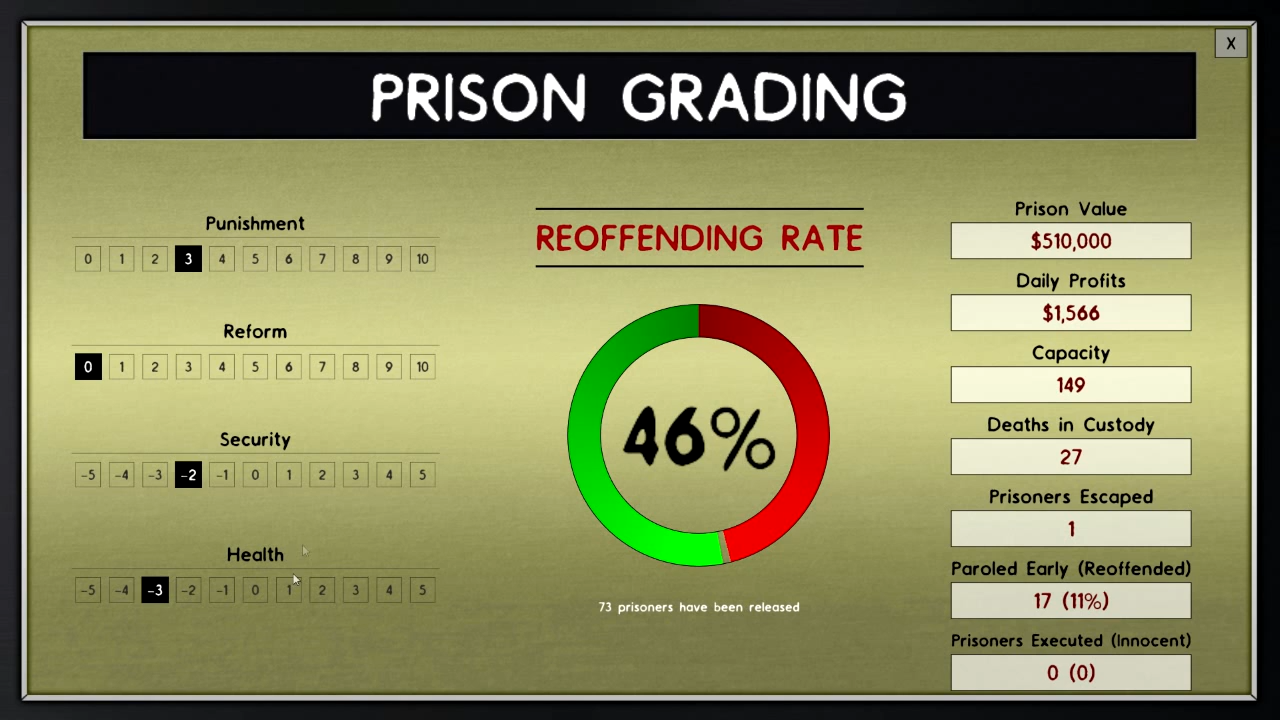 X
PRISON GRADING
Punishment
0 1 2 3 4 5 6 7 8 9 10
Reform
0 1 2 3 4 5 6 7 8 9 10
Security
-5 -4 -3 -2 -1 0 1 2 3 4 5
Health
-5 -4 -3 -2 -1 0 1 2 3 4 5
REOFFENDING RATE
46%
73 prisoners have been released
Prison Value
$510,000
Daily Profits
$1,566
Capacity
149
Deaths in Custody
27
Prisoners Escaped
1
Paroled Early (Reoffended)
17 (11%)
Prisoners Executed (Innocent)
0 (0)